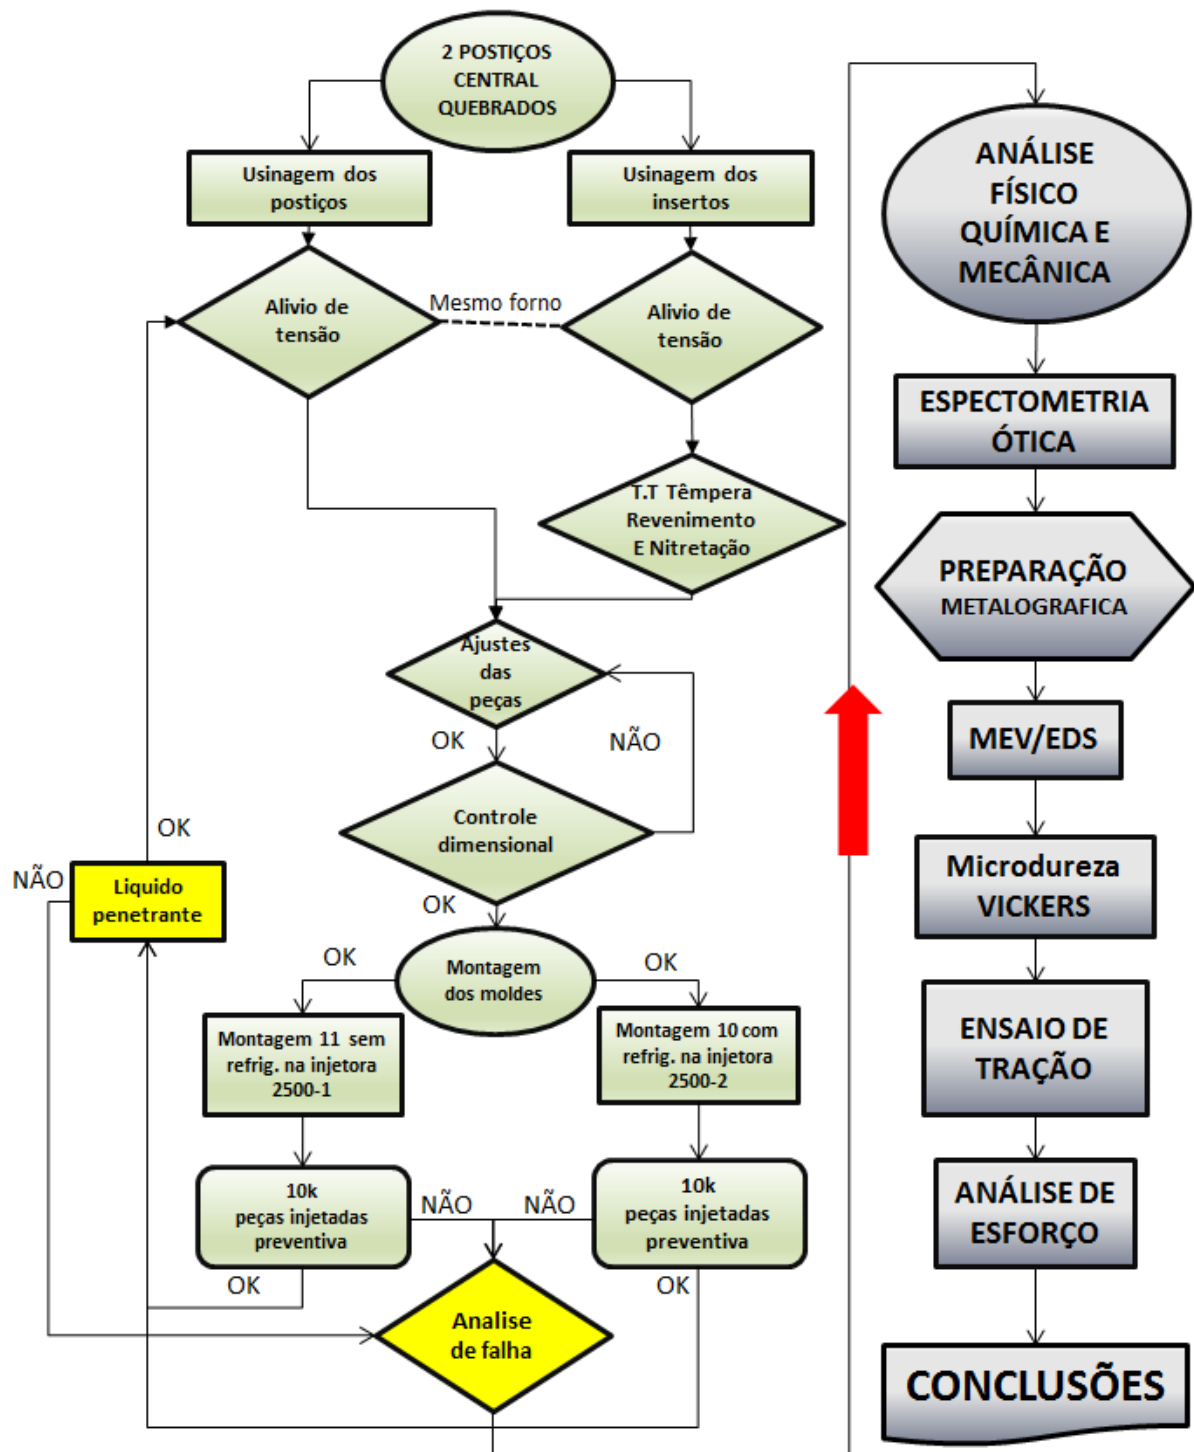 2 POSTIÇOS
CENTRAL
QUEBRADOS
Usinagem dos
postiços
Usinagem dos
insertos
Alivio de
tensão
Mesmo forno
Alivio de
tensão
T.T Têmpera
Revenimento
E Nitretação
Ajustes
das
peças
OK
NÃO
Controle
dimensional
OK
OK
NÃO
Liquido
penetrante
Montagem
dos moldes
OK
OK
Montagem 11 sem
refrig. na injetora
2500-1
Montagem 10 com
refrig. na injetora
2500-2
10k
peças injetadas
preventiva
NÃO
NÃO
10k
peças injetadas
preventiva
OK
OK
Analise
de falha
ANÁLISE
FÍSICO
QUÍMICA E
MECÂNICA
ESPECTOMETRIA
ÓTICA
PREPARAÇÃO
METALOGRAFICA
MEV/EDS
Microdureza
VICKERS
ENSAIO DE
TRAÇÃO
ANÁLISE DE
ESFORÇO
CONCLUSÕES